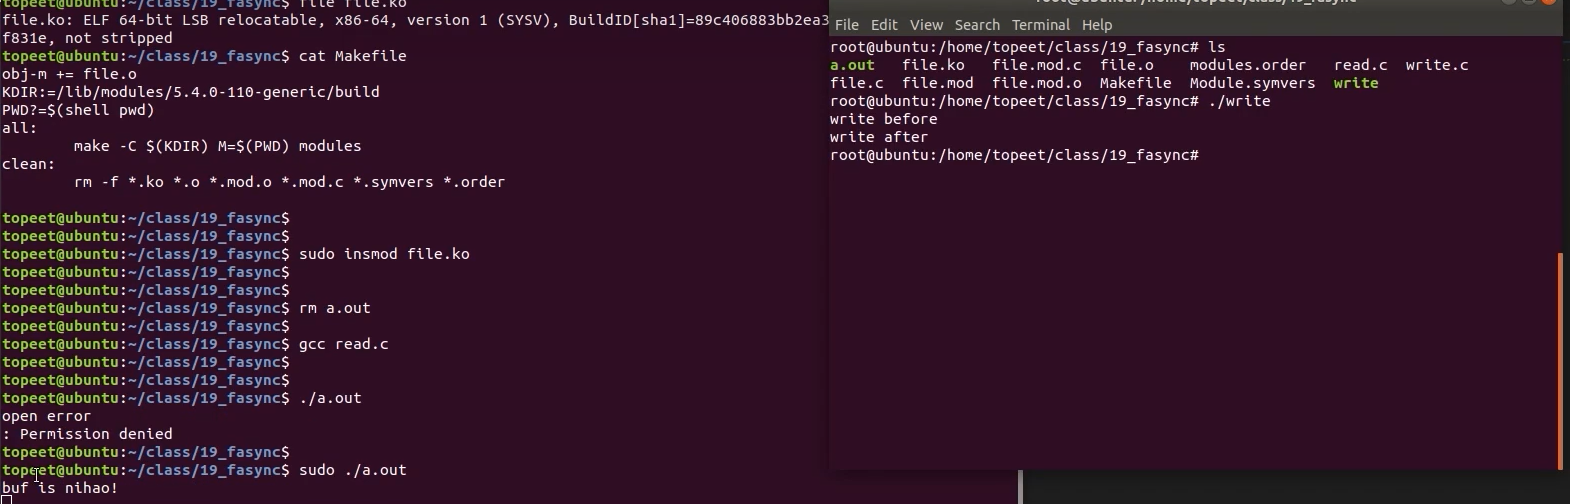 file.ko: ELF 64-bit LSB relocatable, x86-64, version 1 (SYSV), BuildID[sha1]=89c406883bb2ea3
f831e, not stripped
topeet@ubuntu:~/class/19_fasync$ cat Makefile
obj-m += file.o
KDIR:=/lib/modules/5.4.0-110-generic/build
PWD?=$(shell pwd)
all:
        make -C $(KDIR) M=$(PWD) modules
clean:
        rm -f *.ko *.o *.mod.o *.mod.c *.symvers *.order
topeet@ubuntu:~/class/19_fasync$
topeet@ubuntu:~/class/19_fasync$
topeet@ubuntu:~/class/19_fasync$ sudo insmod file.ko
topeet@ubuntu:~/class/19_fasync$
topeet@ubuntu:~/class/19_fasync$
topeet@ubuntu:~/class/19_fasync$ rm a.out
topeet@ubuntu:~/class/19_fasync$
topeet@ubuntu:~/class/19_fasync$ gcc read.c
topeet@ubuntu:~/class/19_fasync$
topeet@ubuntu:~/class/19_fasync$
topeet@ubuntu:~/class/19_fasync$ ./a.out
open error
: Permission denied
topeet@ubuntu:~/class/19_fasync$
topeet@ubuntu:~/class/19_fasync$ sudo ./a.out
buf is nihao!
File Edit View Search Terminal Help
root@ubuntu:/home/topeet/class/19_fasync# ls
a.out   file.ko   file.mod.c  file.o    modules.order   read.c  write.c
file.c  file.mod  file.mod.o  Makefile  Module.symvers  write
root@ubuntu:/home/topeet/class/19_fasync# ./write
write before
write after
root@ubuntu:/home/topeet/class/19_fasync#